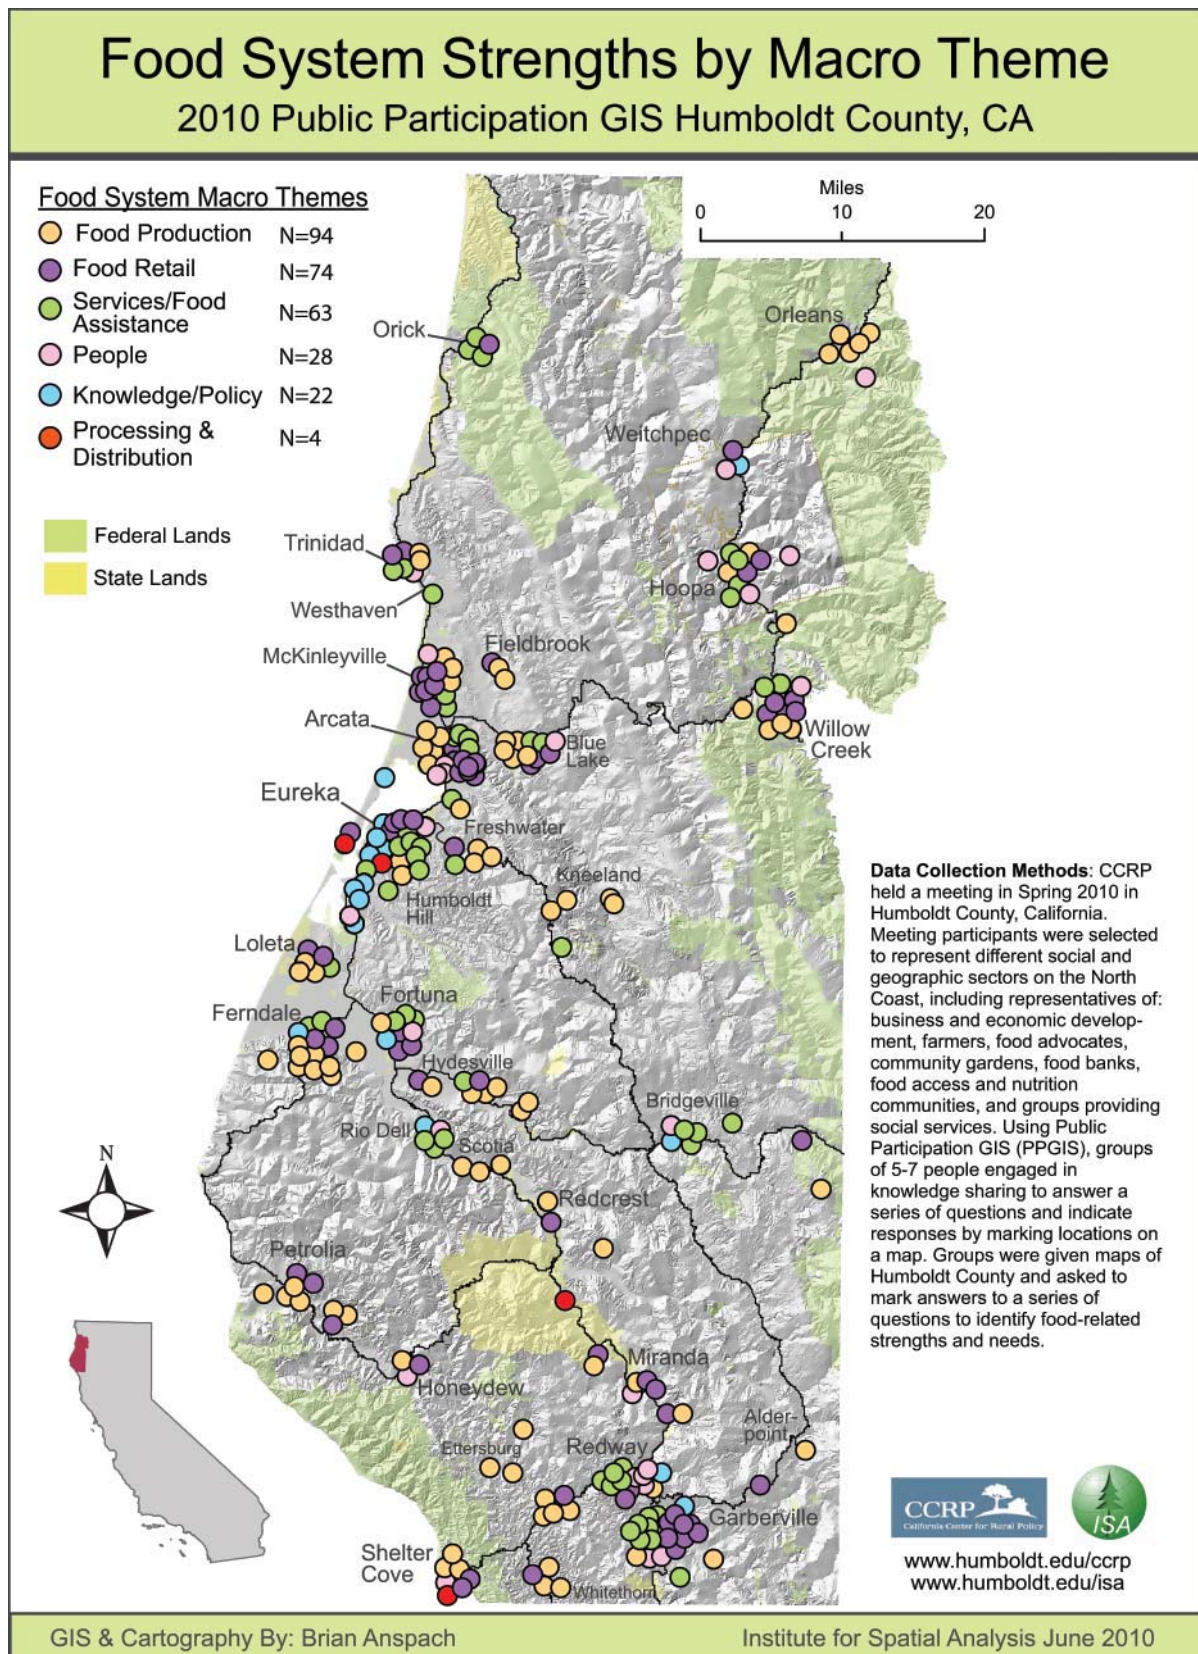 Food System Strengths by Macro Theme
2010 Public Participation GIS Humboldt County, CA
Food System Macro Themes
Food Production N=94
Food Retail N=74
Services/Food
Assistance N=63
People N=28
Knowledge/Policy N=22
Processing &
Distribution N=4
Federal Lands
State Lands
Miles
0 10 20
Orick
Orleans
Weitchpec
Trinidad
Hoopa
Westhaven
Fieldbrook
McKinleyville
Arcata
Blue
Lake
Willow
Creek
Eureka
Freshwater
Kneeland
Humboldt
Hill
Loleta
Fortuna
Ferndale
Hydesville
Bridgeville
Rio Dell
Scotia
Redcrest
Petrolia
Miranda
Honeydew
Alder-
point
Ettersburg
Redway
Garberville
Shelter
Cove
Whitethorn
N
Data Collection Methods: CCRP
held a meeting in Spring 2010 in
Humboldt County, California.
Meeting participants were selected
to represent different social and
geographic sectors on the North
Coast, including representatives of:
business and economic develop-
ment, farmers, food advocates,
community gardens, food banks,
food access and nutrition
communities, and groups providing
social services. Using Public
Participation GIS (PPGIS), groups
of 5-7 people engaged in
knowledge sharing to answer a
series of questions and indicate
responses by marking locations on
a map. Groups were given maps of
Humboldt County and asked to
mark answers to a series of
questions to identify food-related
strengths and needs.
CCRP
California Center for Rural Policy
ISA
www.humboldt.edu/ccrp
www.humboldt.edu/isa
GIS & Cartography By: Brian Anspach
Institute for Spatial Analysis June 2010